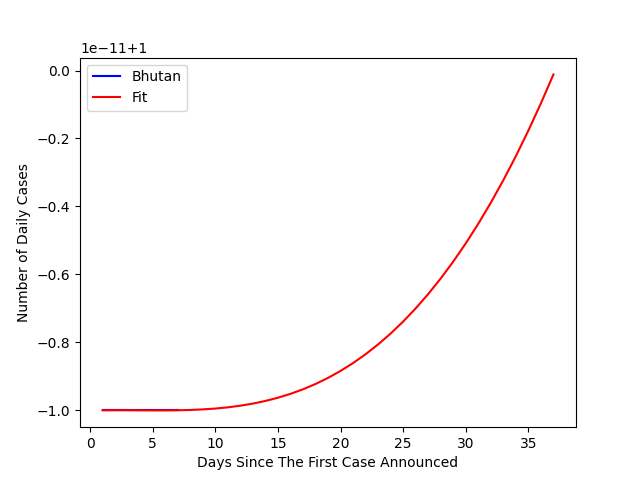 1e−11+1
Bhutan
Fit
0.0
−0.2
−0.4
−0.6
−0.8
−1.0
Number of Daily Cases
0 5 10 15 20 25 30 35
Days Since The First Case Announced